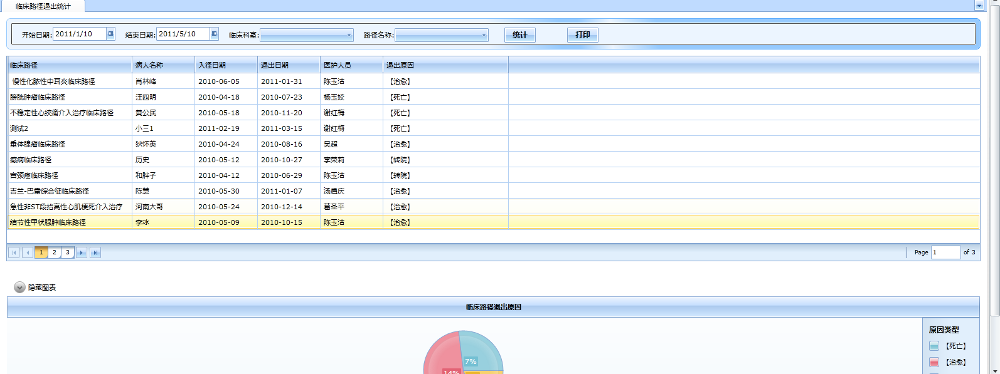 临床路径退出统计
开始日期: 2011/1/10 结束日期: 2011/5/10 临床科室: 路径名称: 统计 打印
临床路径 病人名称 入径日期 退出日期 医护人员 退出原因
慢性化脓性中耳炎临床路径 肖林峰 2010-06-05 2011-01-31 陈玉洁 【治愈】
膀胱肿瘤临床路径 汪四明 2010-04-18 2010-07-23 杨玉姣 【死亡】
不稳定性心绞痛介入治疗临床路径 黄公民 2010-05-18 2010-11-20 谢红梅 【死亡】
测试2 小三1 2011-02-19 2011-03-15 谢红梅 【死亡】
垂体腺瘤临床路径 狄怀英 2010-04-24 2010-08-16 吴超 【治愈】
癫痫临床路径 历史 2010-05-12 2010-10-27 李荣莉 【转院】
宫颈癌临床路径 和胖子 2010-04-12 2010-06-29 陈玉洁 【转院】
吉兰-巴雷综合征临床路径 陈慧 2010-05-30 2011-01-07 汤启庆 【治愈】
急性非ST段抬高性心肌梗死介入治疗 河南大哥 2010-05-24 2010-12-14 葛圣平 【治愈】
结节性甲状腺肿临床路径 李冰 2010-05-09 2010-10-15 陈玉洁 【治愈】
1 2 3 Page 1 of 3
隐藏图表
临床路径退出原因
原因类型
【死亡】
7%
【治愈】
14%